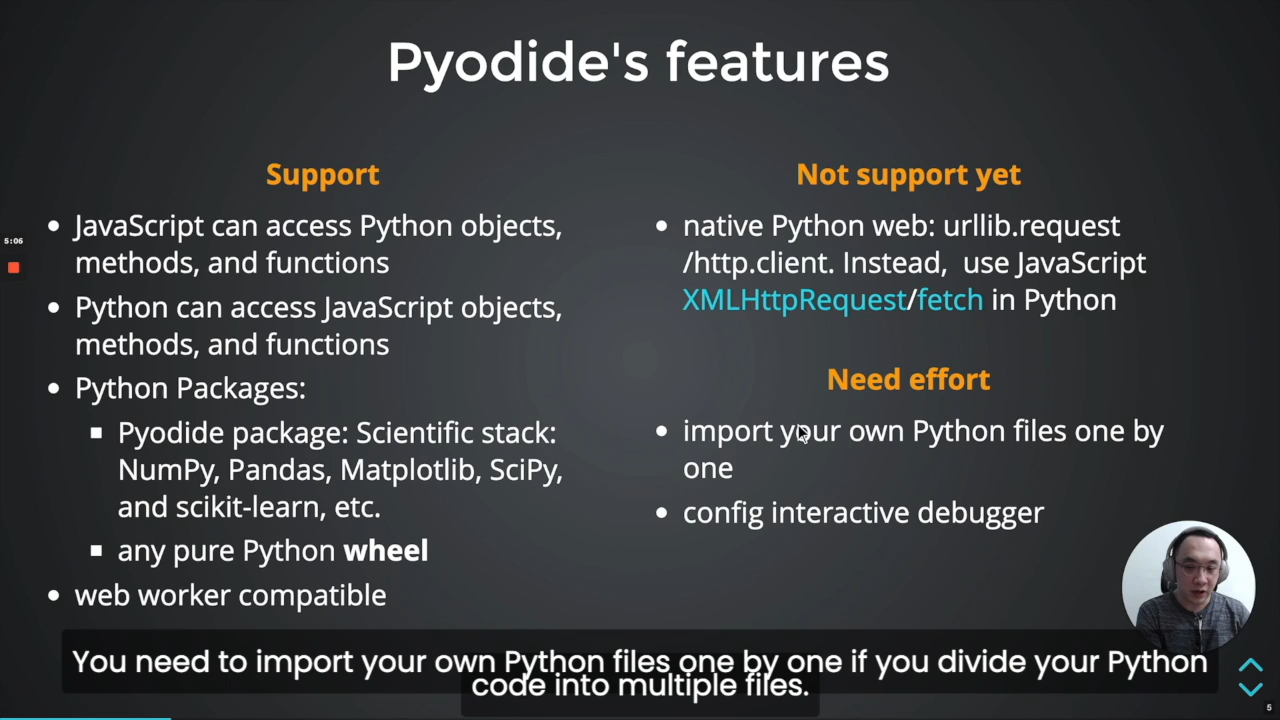 Pyodide's features
Support
JavaScript can access Python objects,
methods, and functions
Python can access JavaScript objects,
methods, and functions
Python Packages:
Pyodide package: Scientific stack:
NumPy, Pandas, Matplotlib, SciPy,
and scikit-learn, etc.
any pure Python wheel
web worker compatible
Not support yet
native Python web: urllib.request
/http.client. Instead, use JavaScript
XMLHttpRequest/fetch in Python
Need effort
import your own Python files one by
one
config interactive debugger
5:06
You need to import your own Python files one by one if you divide your Python
code into multiple files.
5